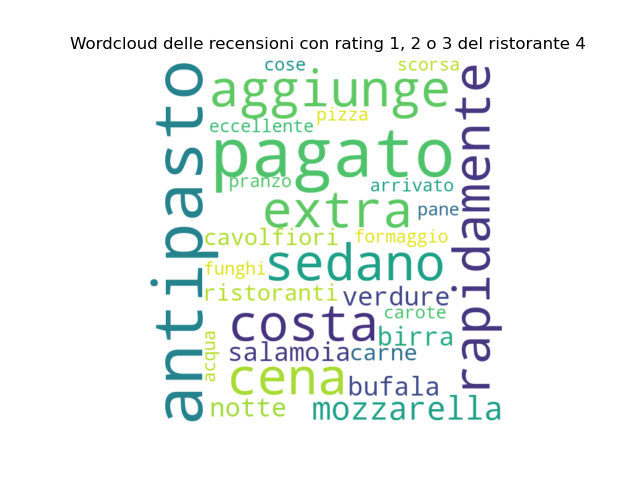 Wordcloud delle recensioni con rating 1, 2 o 3 del ristorante 4
antipasto
cose
scorsa
aggiunge
rapidamente
pizza
eccellente
pagato
pranzo
arrivato
extra
pane
cavolfiori
formaggio
sedano
funghi
ristoranti
verdure
costa
carote
birra
acqua
salamoia
carne
cena
bufala
notte
mozzarella